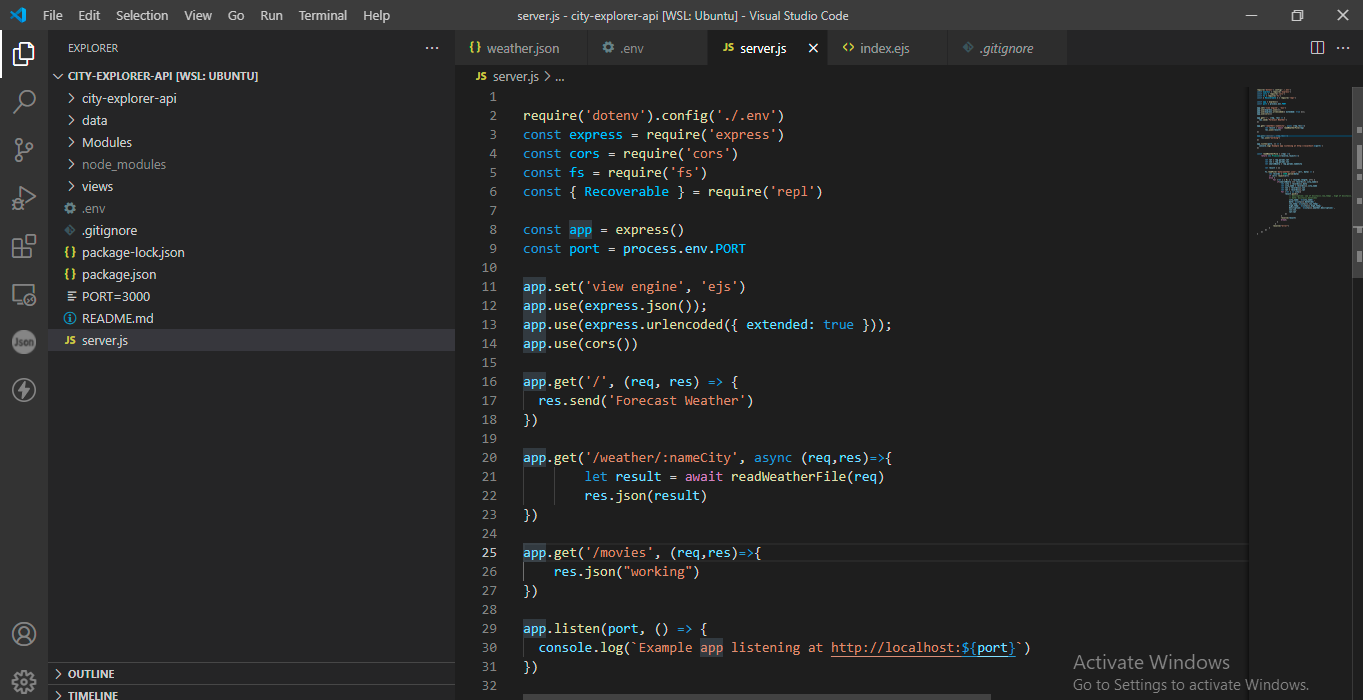 File Edit Selection View Go Run Terminal Help
server.js - city-explorer-api [WSL: Ubuntu] - Visual Studio Code
EXPLORER
CITY-EXPLORER-API [WSL: UBUNTU]
city-explorer-api
data
Modules
node_modules
views
.env
.gitignore
package-lock.json
package.json
PORT=3000
README.md
JS server.js
OUTLINE
TIMELINE
Json
{} weather.json
.env
JS server.js
<> index.ejs
.gitignore
JS server.js > ...
1
2 require('dotenv').config('./.env')
3 const express = require('express')
4 const cors = require('cors')
5 const fs = require('fs')
6 const { Recoverable } = require('repl')
7
8 const app = express()
9 const port = process.env.PORT
10
11 app.set('view engine', 'ejs')
12 app.use(express.json());
13 app.use(express.urlencoded({ extended: true }));
14 app.use(cors())
15
16 app.get('/', (req, res) => {
17 res.send('Forecast Weather')
18 })
19
20 app.get('/weather/:nameCity', async (req,res)=>{
21 let result = await readWeatherFile(req)
22 res.json(result)
23 })
24
25 app.get('/movies', (req,res)=>{
26 res.json("working")
27 })
28
29 app.listen(port, () => {
30 console.log(`Example app listening at http://localhost:${port}`)
31 })
32
Activate Windows
Go to Settings to activate Windows.